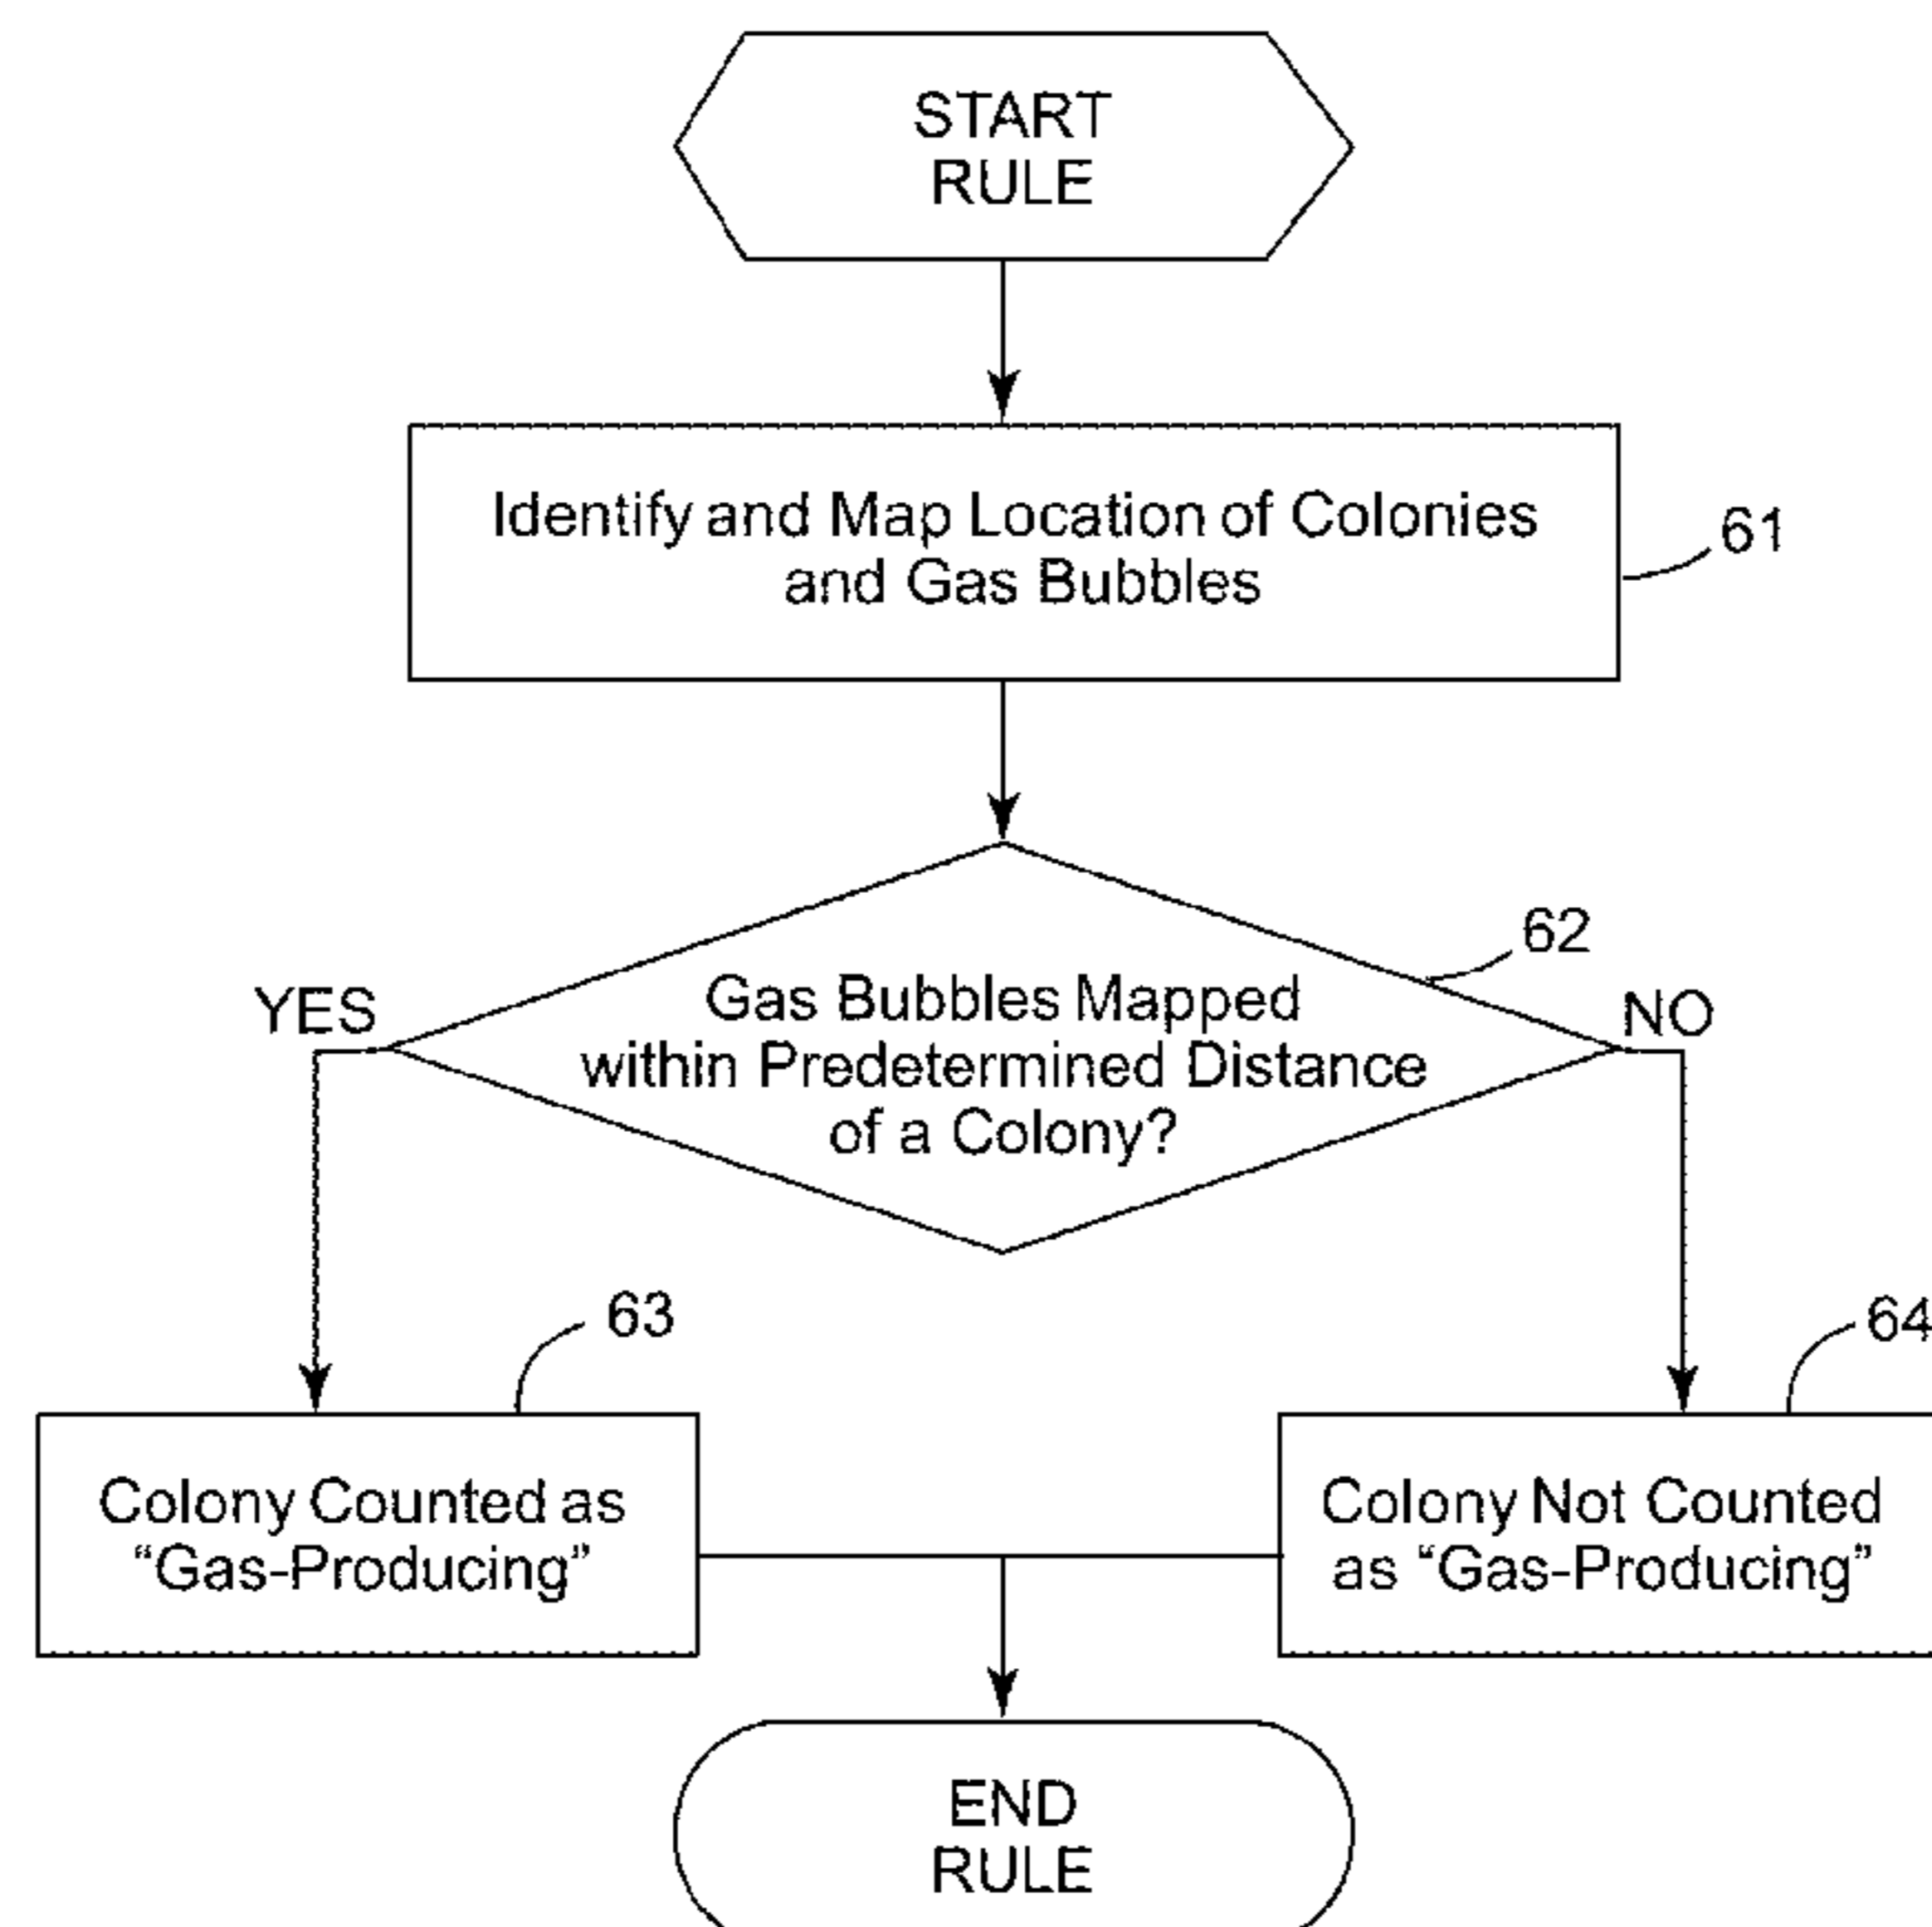 START
RULE
Identify and Map Location of Colonies
and Gas Bubbles
61
62
YES
NO
Gas Bubbles Mapped
within Predetermined Distance
of a Colony?
63
64
Colony Counted as
“Gas-Producing”
Colony Not Counted
as “Gas-Producing”
END
RULE